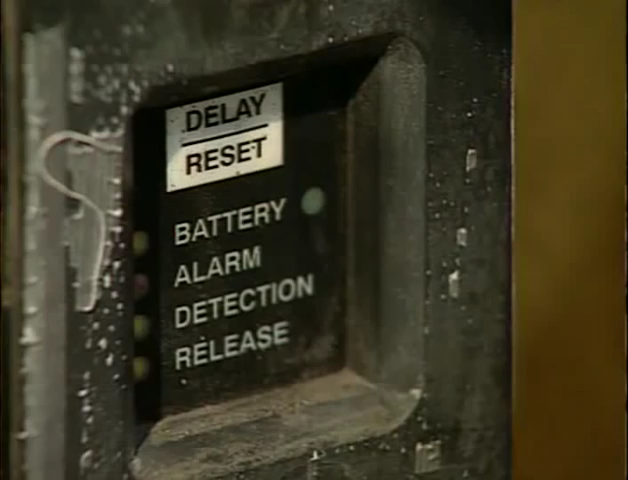 DELAY
RESET
BATTERY
ALARM
DETECTION
RELEASE